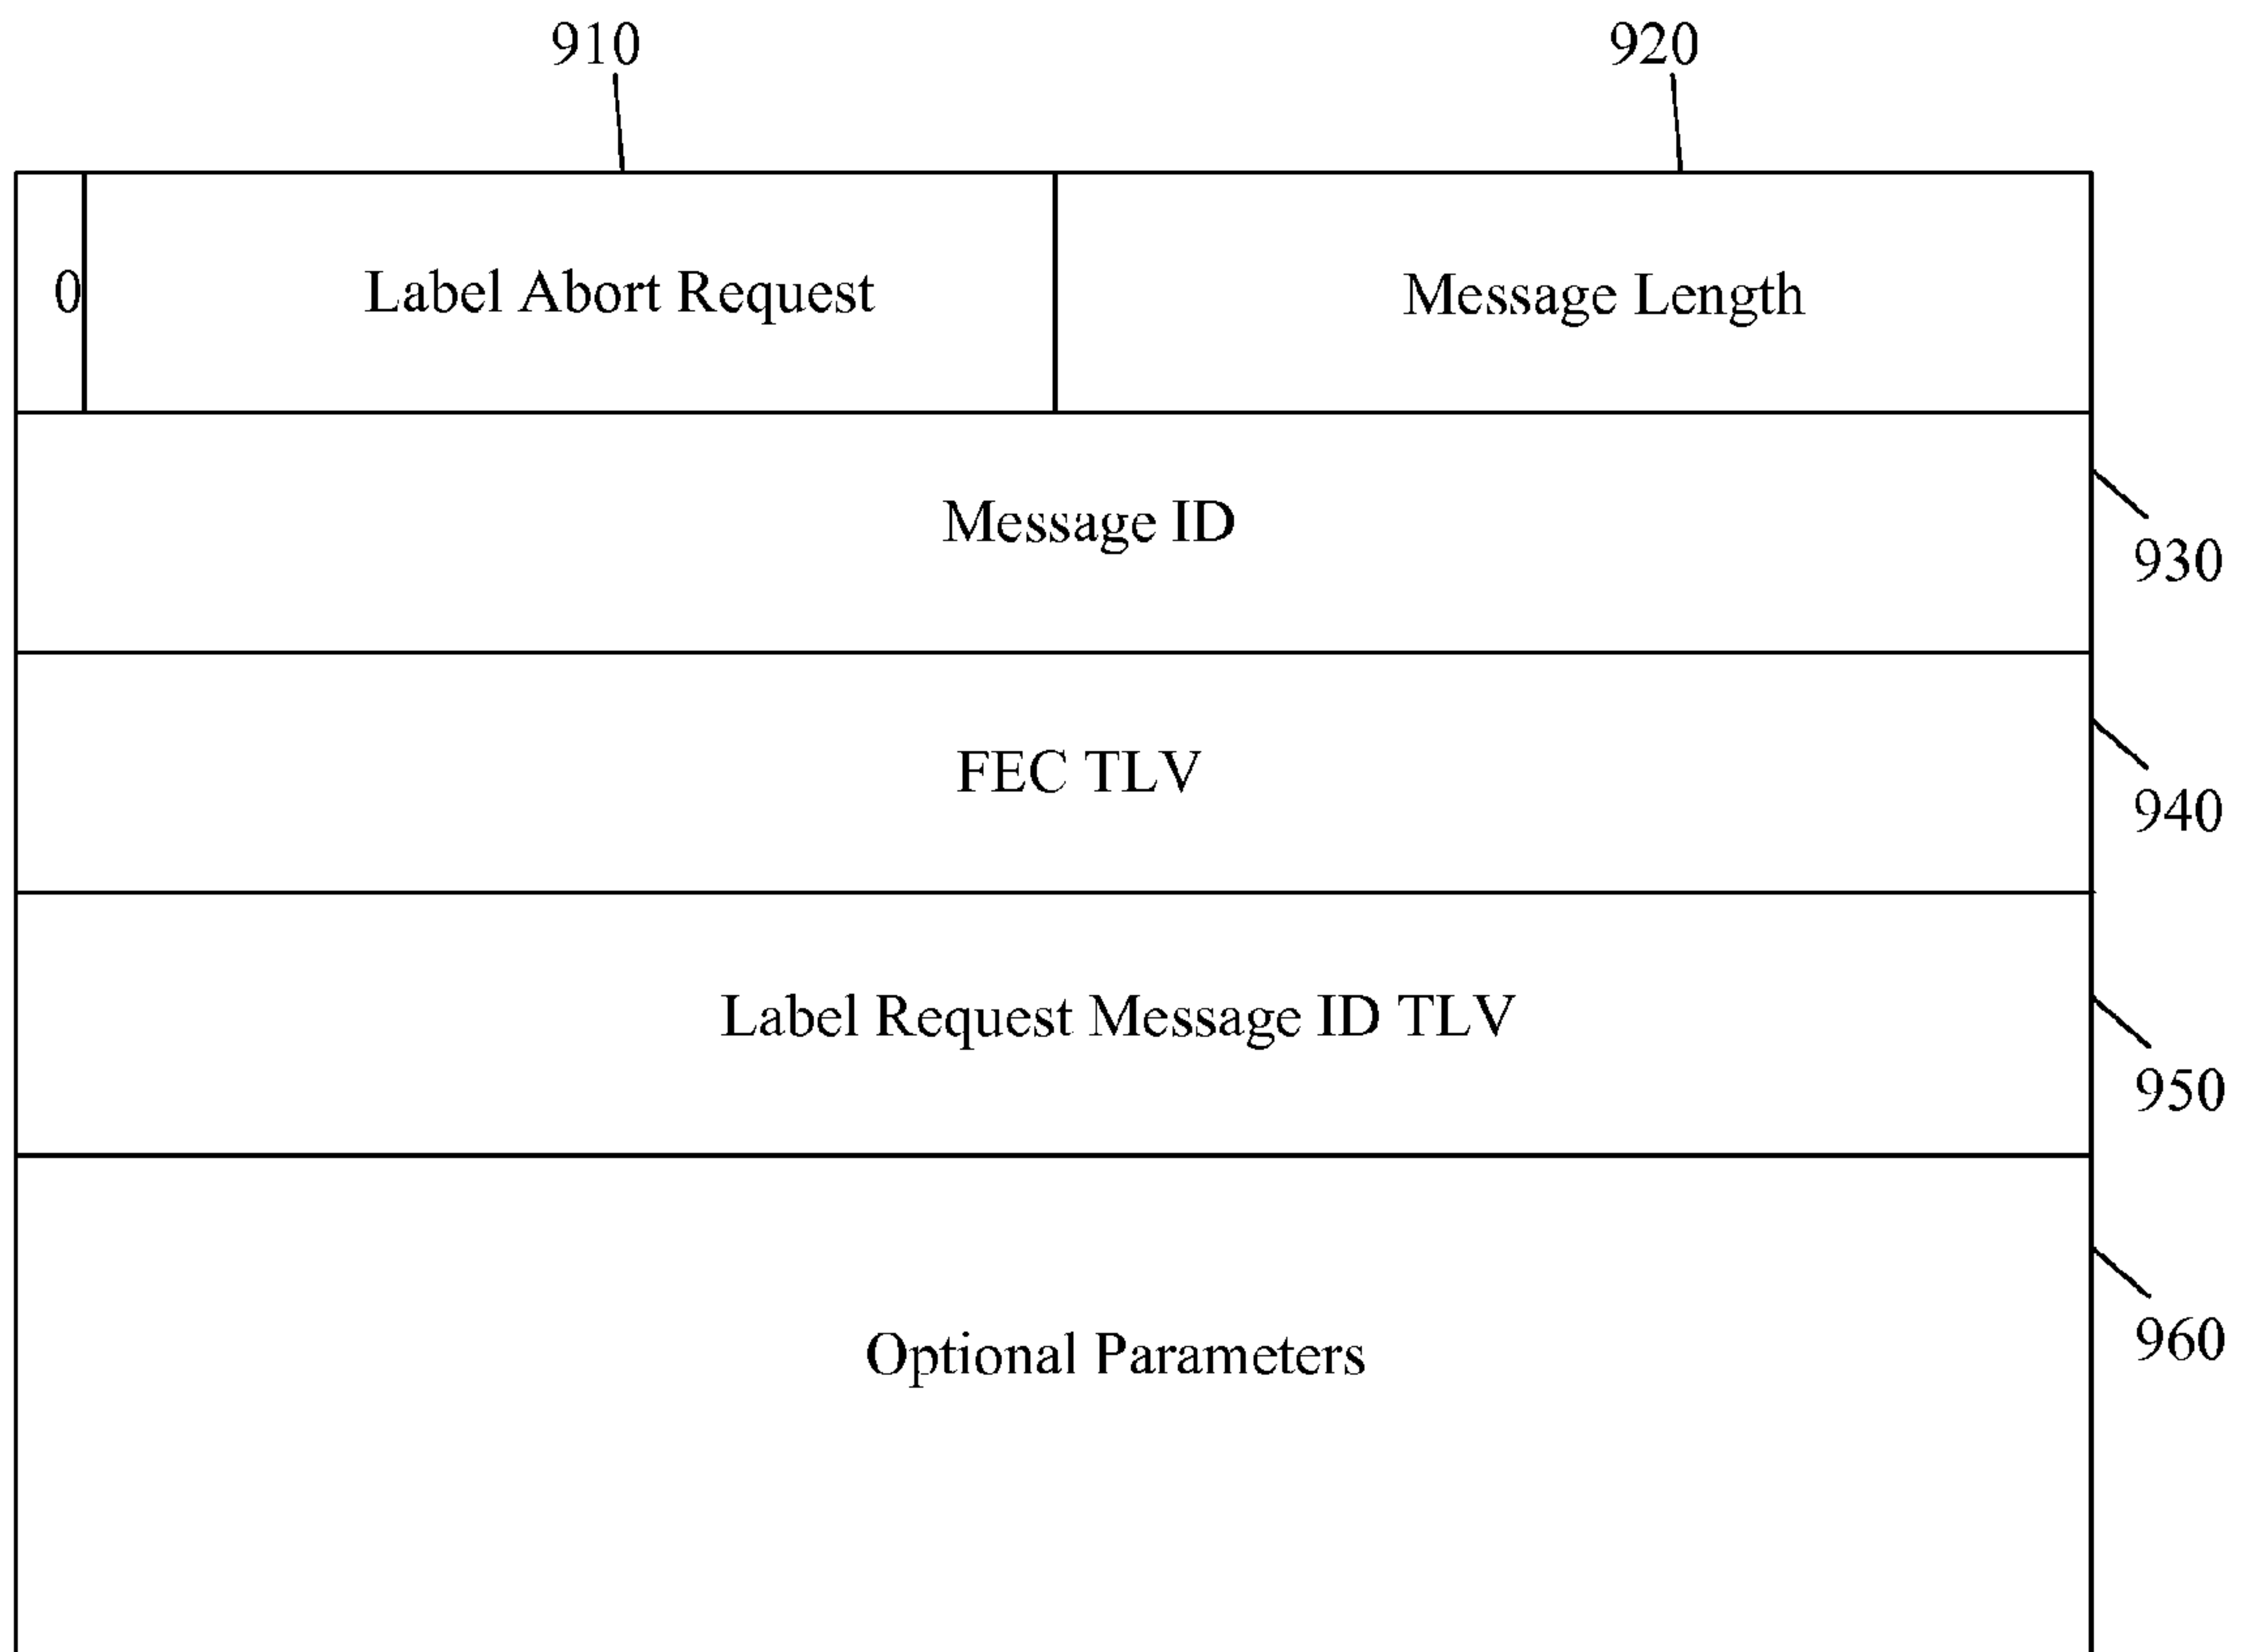 910
920
0
Label Abort Request
Message Length
Message ID
930
FEC TLV
940
Label Request Message ID TLV
950
Optional Parameters
960